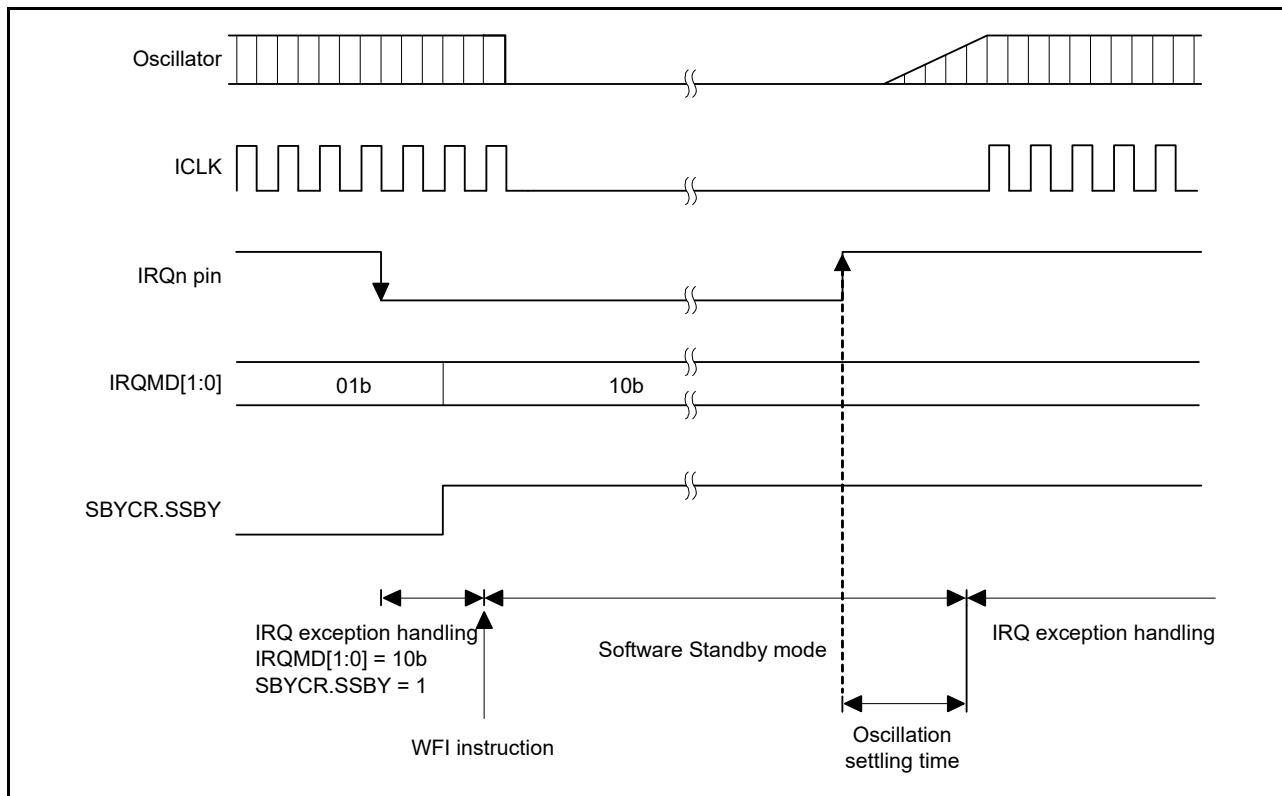 Oscillator
ICLK
IRQn pin
IRQMD[1:0]
01b
10b
SBYCR.SSBY
IRQ exception handling
IRQMD[1:0] = 10b
SBYCR.SSBY = 1
WFI instruction
Software Standby mode
Oscillation
settling time
IRQ exception handling